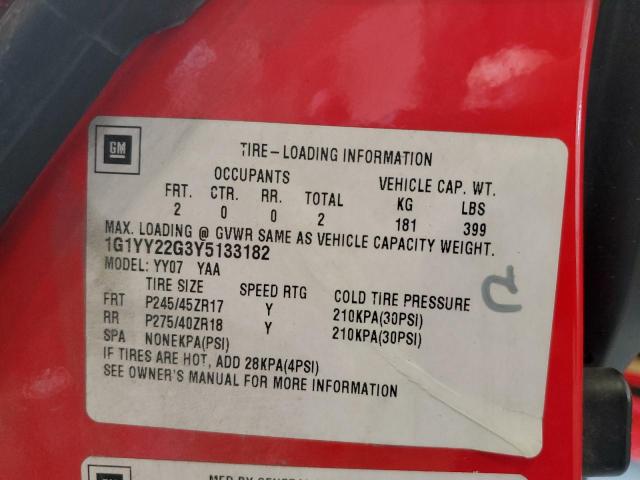 GM
TIRE-LOADING INFORMATION
OCCUPANTS VEHICLE CAP. WT.
FRT. CTR. RR. TOTAL KG LBS
2 0 0 2 181 399
MAX. LOADING @ GVWR SAME AS VEHICLE CAPACITY WEIGHT.
1G1YY22G3Y5133182
MODEL: YY07 YAA
TIRE SIZE SPEED RTG COLD TIRE PRESSURE
FRT P245/45ZR17 Y 210KPA(30PSI)
RR P275/40ZR18 Y 210KPA(30PSI)
SPA NONEKPA(PSI)
IF TIRES ARE HOT, ADD 28KPA(4PSI)
SEE OWNER'S MANUAL FOR MORE INFORMATION
GM